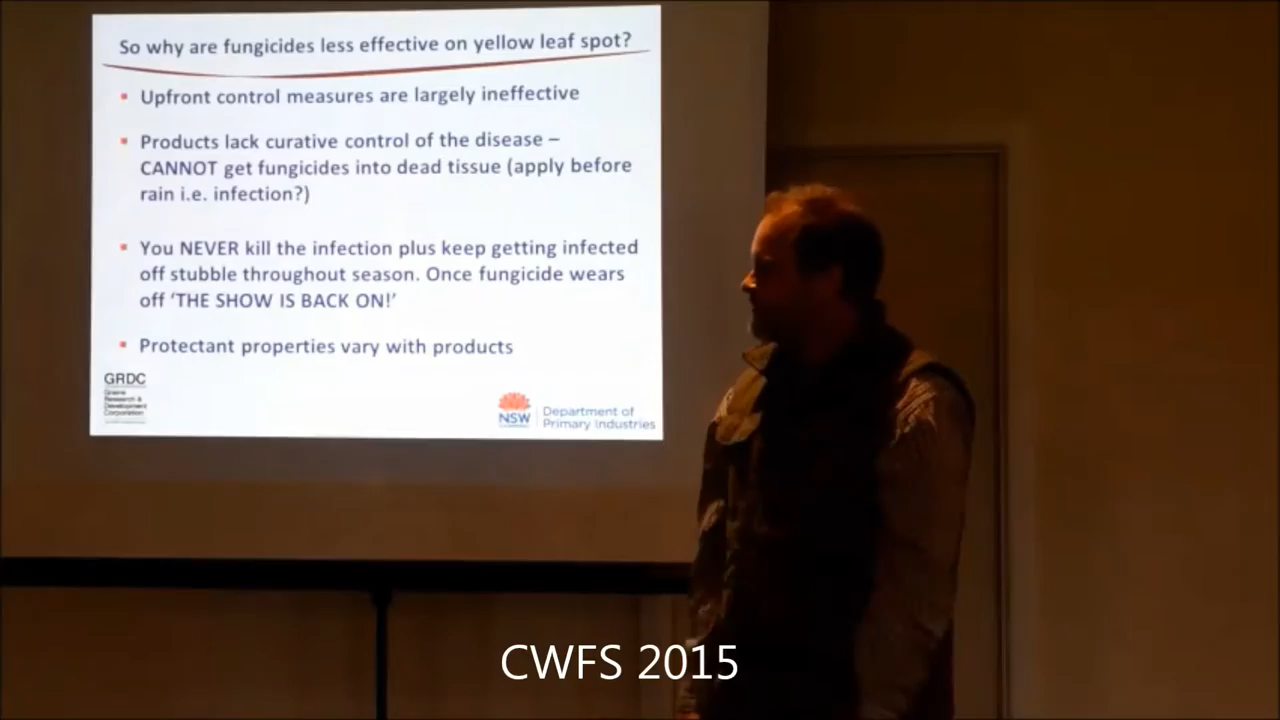 So why are fungicides less effective on yellow leaf spot?
Upfront control measures are largely ineffective
Products lack curative control of the disease –
CANNOT get fungicides into dead tissue (apply before
rain i.e. infection?)
You NEVER kill the infection plus keep getting infected
off stubble throughout season. Once fungicide wears
off ‘THE SHOW IS BACK ON!’
Protectant properties vary with products
GRDC
Grains
Research &
Development
Corporation
NSW
Department of
Primary Industries
CWFS 2015